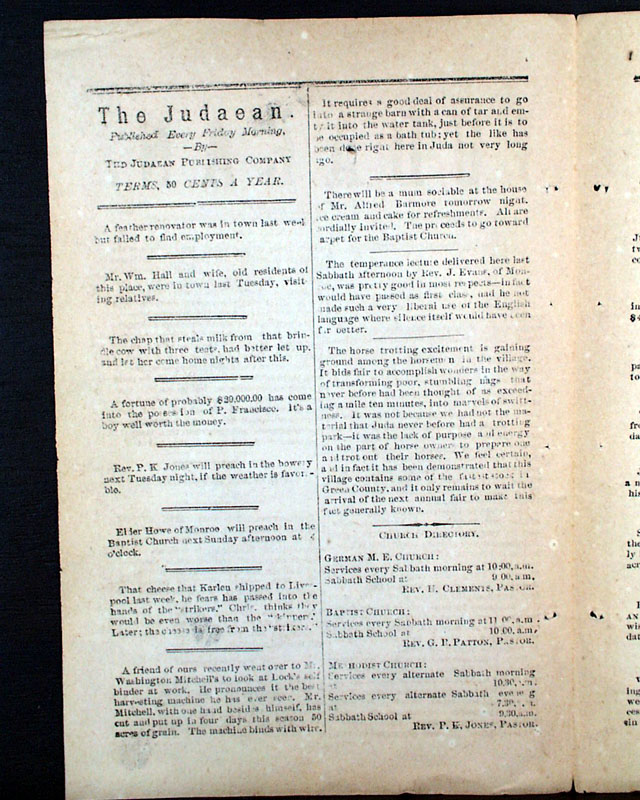 The Judaean.
Published Every Friday Morning,
—By—
THE JUDAEAN PUBLISHING COMPANY
TERMS, 50 CENTS A YEAR.
A feather renovator was in town last week
but failed to find employment.
Mr. Wm. Hall and wife, old residents of
this place, were in town last Tuesday, visit-
ing relatives.
The chap that steals milk from that brin-
dle cow with three teats, had better let up,
and let her come home nights after this.
A fortune of probably $20,000.00 has come
into the possession of P. Francisco. It's a
boy well worth the money.
Rev. P. K Jones will preach in the bowery
next Tuesday night, if the weather is favor-
ble.
Elder Howe of Monroe will preach in the
Baptist Church next Sunday afternoon at
o'clock.
That cheese that Karlen shipped to Liver-
pool last week, he fears has passed into the
hands of the "strikers," Chris. thinks they
would be even worse than the
Later; the cheese is free from the
A friend of ours recently went over to Mr.
Washington Mitchell's to look at Lock's self
binder at work. He pronounces it the best
harvesting machine he has ever seen. Mr.
Mitchell, with one hand besides himself, has
cut and put up in four days this season 50
acres of grain. The machine binds with wire.
It requires a good deal of assurance to go
into a strange barn with a can of tar and em-
ty it into the water tank, just before it is to
be occupied as a bath tub; yet the like has
been done right here in Juda not very long
ago.
There will be a mum sociable at the house
of Mr. Alfred Barmore tomorrow night.
ice cream and cake for refreshments. All are
cordially invited. The proceeds to go toward
carpet for the Baptist Church.
The temperance lecture delivered here last
Sabbath afternoon by Rev. J. Evans, of Mon-
roe, was pretty good in most respects—in fact
would have passed as first class, had he not
made such a very liberal use of the English
language where silence itself would have been
far better.
The horse trotting excitement is gaining
ground among the horsemen in the village.
It bids fair to accomplish wonders in the way
of transforming poor, stumbling nags that
never before had been thought of as exceed-
ing a mile ten minutes, into marvels of swift-
ness. It was not because we had not the ma-
terial that Juda never before had a trotting
park—it was the lack of purpose and energy
on the part of horse owners to prepare one
and trot out their horses. We feel certain,
and in fact it has been demonstrated that this
village contains some of the fastest stock in
Green County, and it only remains to wait the
arrival of the next annual fair to make this
fact generally known.
CHURCH DIRECTORY.
GERMAN M. E. CHURCH:
Services every Sabbath morning at 10:00, a.m.
Sabbath School at 9 00, a.m.
REV. H. CLEMENTS, PASTOR.
BAPTIST CHURCH:
Services every Sabbath morning at 11 00, a.m.
Sabbath School at 10 00, a.m.
REV. G. P. PATTON, PASTOR.
METHODIST CHURCH:
Services every alternate Sabbath morning
10.30, a.m.
Services every alternate Sabbath evening
7.30,
Sabbath School at 9.30, a.m.
REV. P. K. JONES, PASTOR.